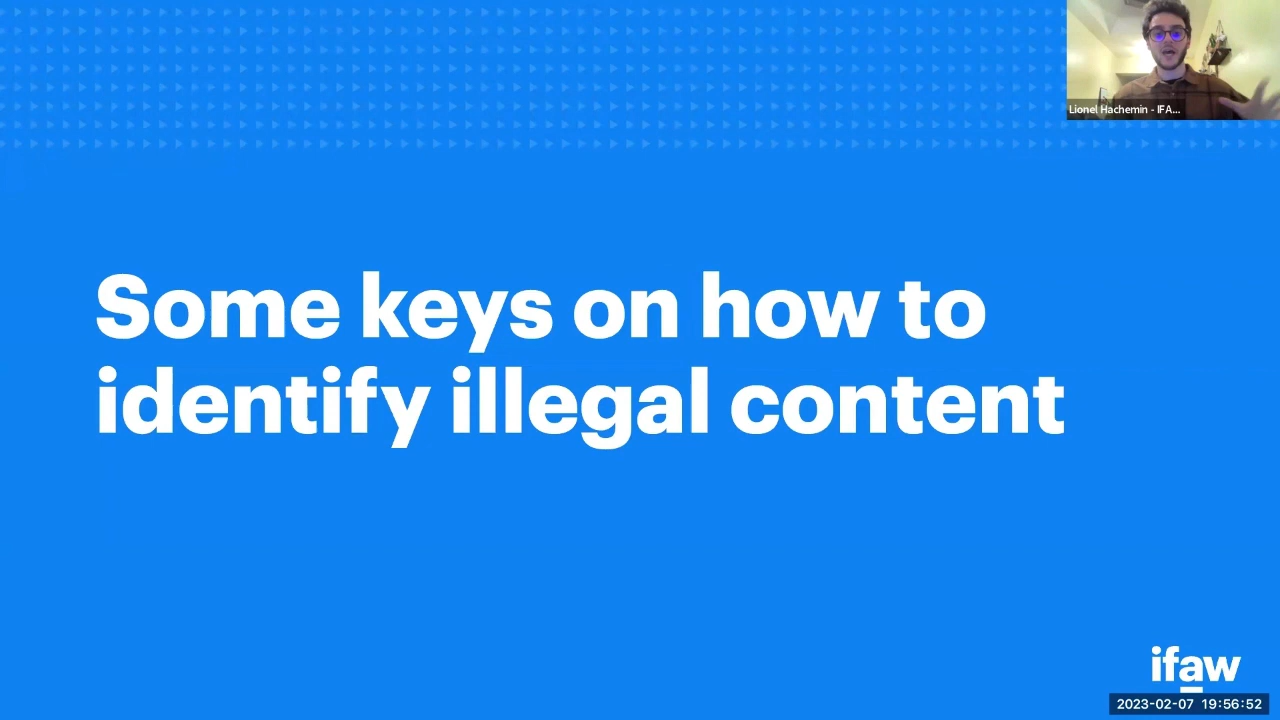 Lionel Hachemin - IFA...
Some keys on how to
identify illegal content
ifaw
2023-02-07 19:56:52